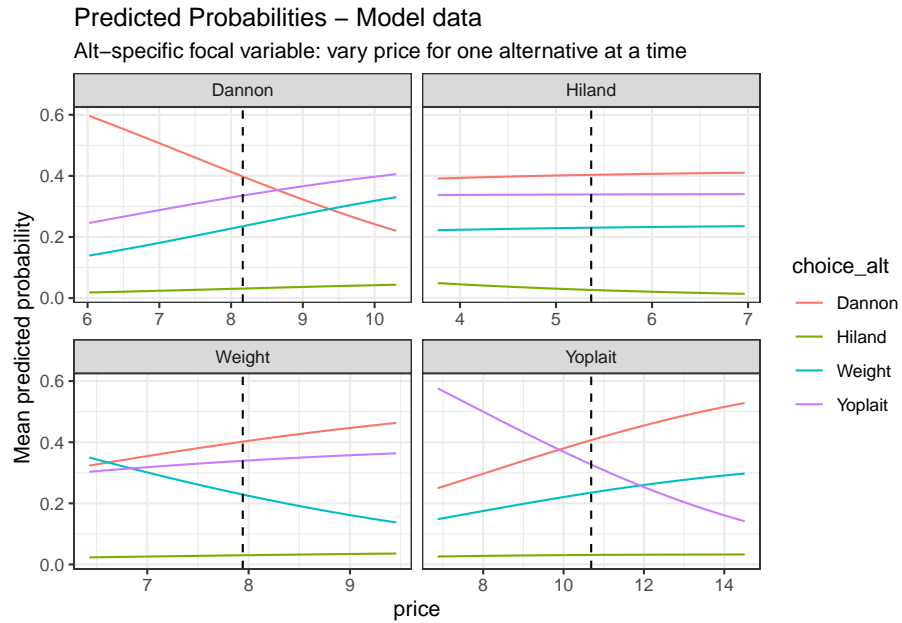 Predicted Probabilities – Model data
Alt–specific focal variable: vary price for one alternative at a time
Dannon
Hiland
0.6
0.4
0.2
0.0
6 7 8 9 10
4 5 6 7
Weight
Yoplait
0.6
0.4
0.2
0.0
7 8 9
8 10 12 14
Mean predicted probability
price
choice_alt
Dannon
Hiland
Weight
Yoplait